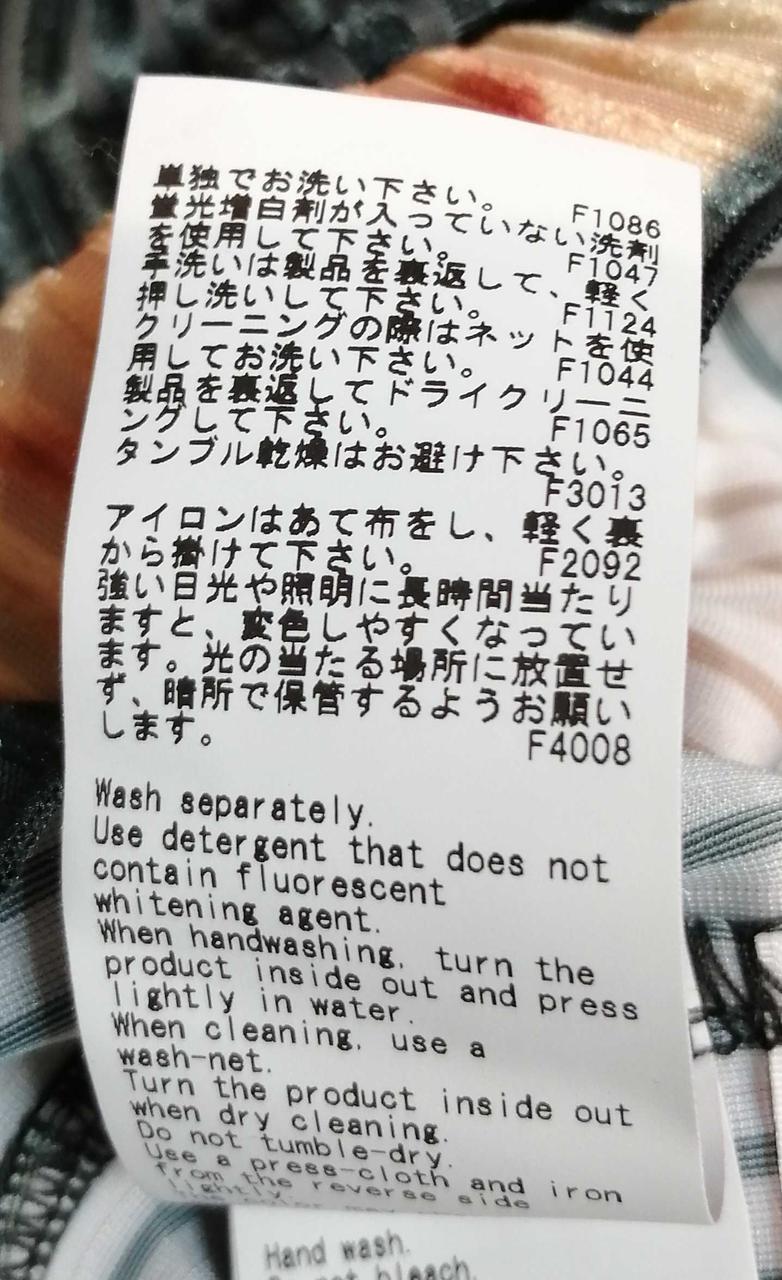 単独でお洗い下さい。 F1086
蛍光増白剤が入っていない洗剤
を使用して下さい。 F1047
手洗いは製品を裏返して、軽く
押し洗いして下さい。 F1124
クリーニングの際はネットを使
用してお洗い下さい。 F1044
製品を裏返してドライクリーニ
ングして下さい。 F1065
タンブル乾燥はお避け下さい。
F3013
アイロンはあて布をし、軽く裏
から掛けて下さい。 F2092
強い日光や照明に長時間当たり
ますと、変色しやすくなってい
ます。光の当たる場所に放置せ
ず、暗所で保管するようお願い
します。 F4008
Wash separately.
Use detergent that does not
contain fluorescent
whitening agent.
When handwashing, turn the
product inside out and press
lightly in water.
When cleaning, use a
wash-net.
Turn the product inside out
when dry cleaning.
Do not tumble-dry.
Use a press-cloth and iron
from the reverse side
lightly.
Hand wash.
not bleach.